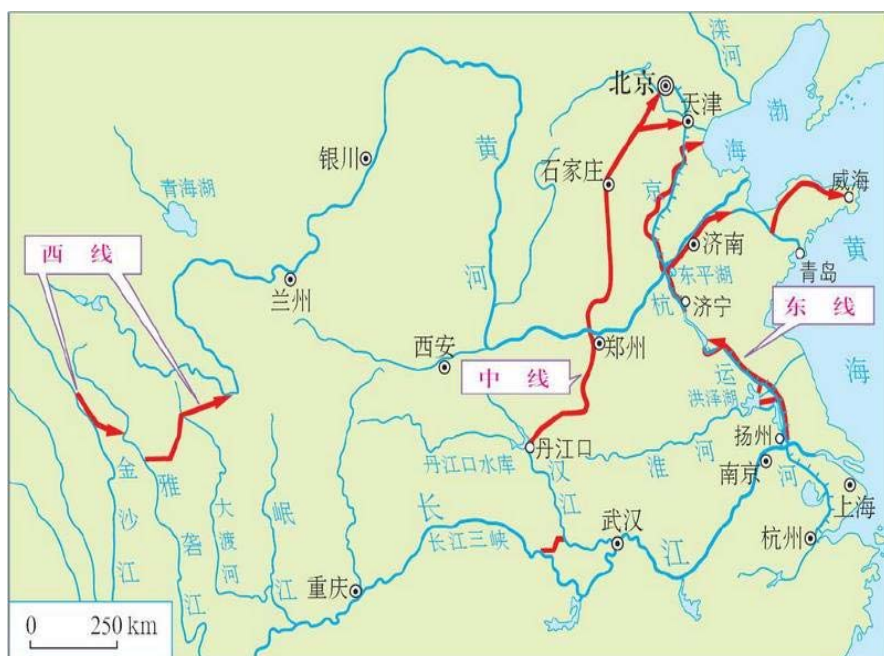 滦河
北京
天津
渤海
银川
黄河
石家庄
威海
青海湖
京杭运河
济南
黄海
西 线
青岛
东平湖
兰州
济宁
东 线
西安
郑州
中 线
洪泽湖
扬州
丹江口
丹江口水库
汉江
淮河
南京
金沙江
雅砻江
大渡河
岷江
长江
长江三峡
武汉
上海
杭州
重庆
0 250 km